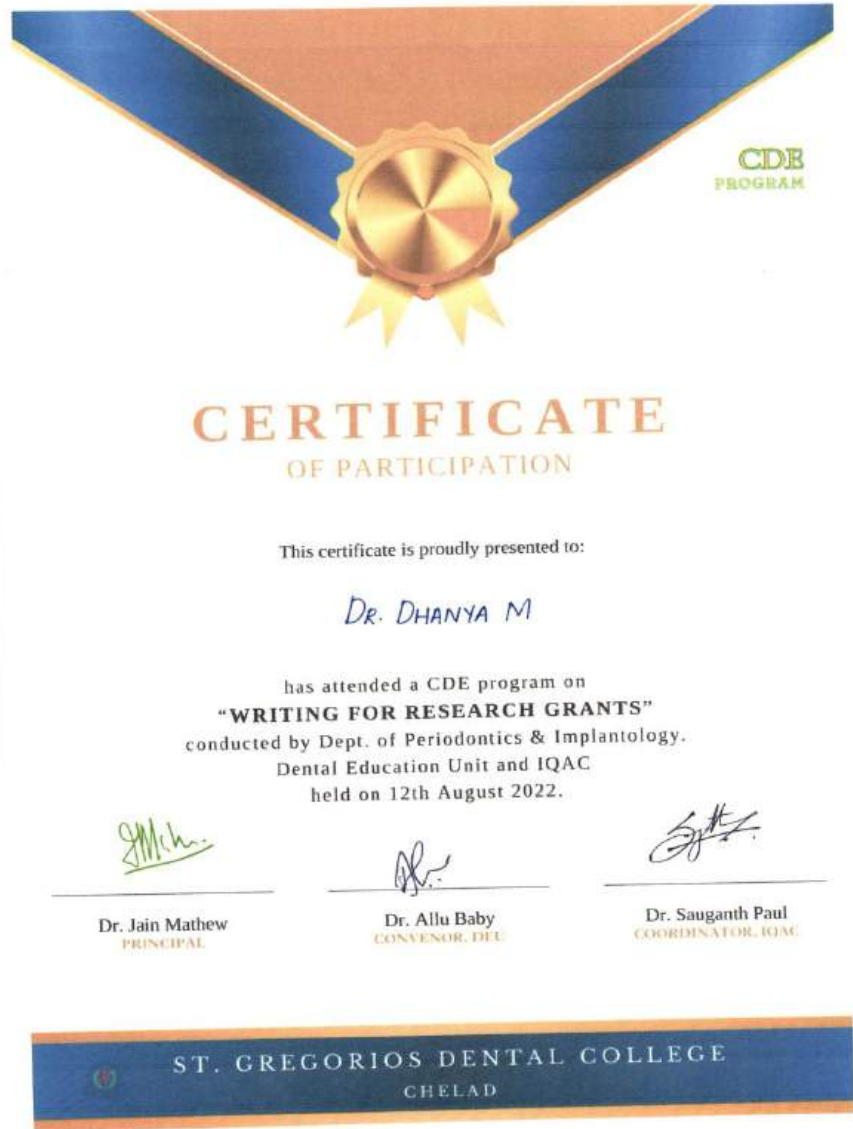 CDE
PROGRAM
CERTIFICATE
OF PARTICIPATION
This certificate is proudly presented to:
DR. DHANYA M
has attended a CDE program on
"WRITING FOR RESEARCH GRANTS"
conducted by Dept. of Periodontics & Implantology.
Dental Education Unit and IQAC
held on 12th August 2022.
Dr. Jain Mathew
PRINCIPAL
Dr. Allu Baby
CONVENOR, DEU
Dr. Sauganth Paul
COORDINATOR, IQAC
ST. GREGORIOS DENTAL COLLEGE
CHELAD